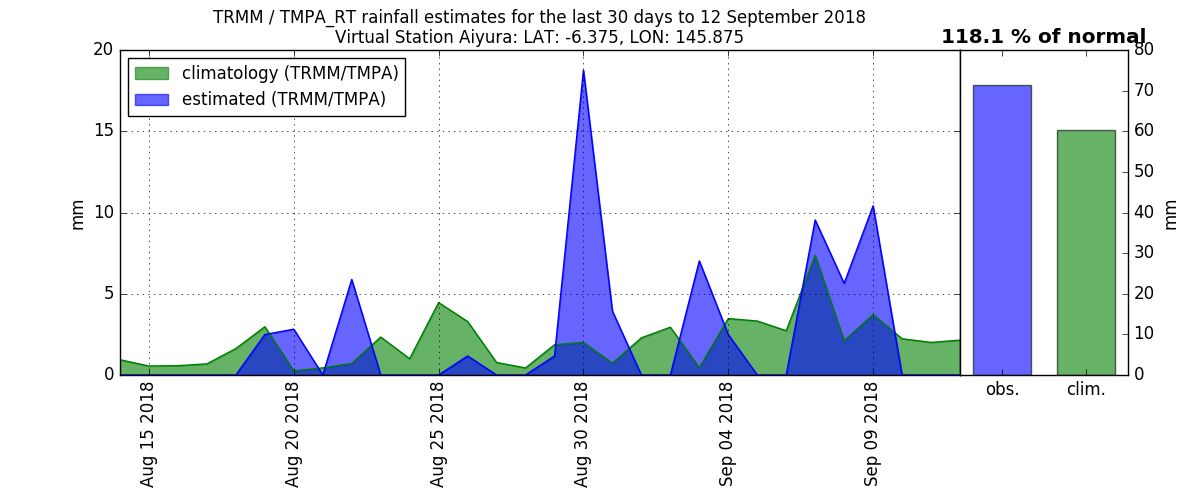 TRMM / TMPA_RT rainfall estimates for the last 30 days to 12 September 2018
Virtual Station Aiyura: LAT: -6.375, LON: 145.875
118.1 % of normal
climatology (TRMM/TMPA)
estimated (TRMM/TMPA)
20
15
10
5
0
mm
Aug 15 2018
Aug 20 2018
Aug 25 2018
Aug 30 2018
Sep 04 2018
Sep 09 2018
80
70
60
50
40
30
20
10
0
mm
obs.
clim.